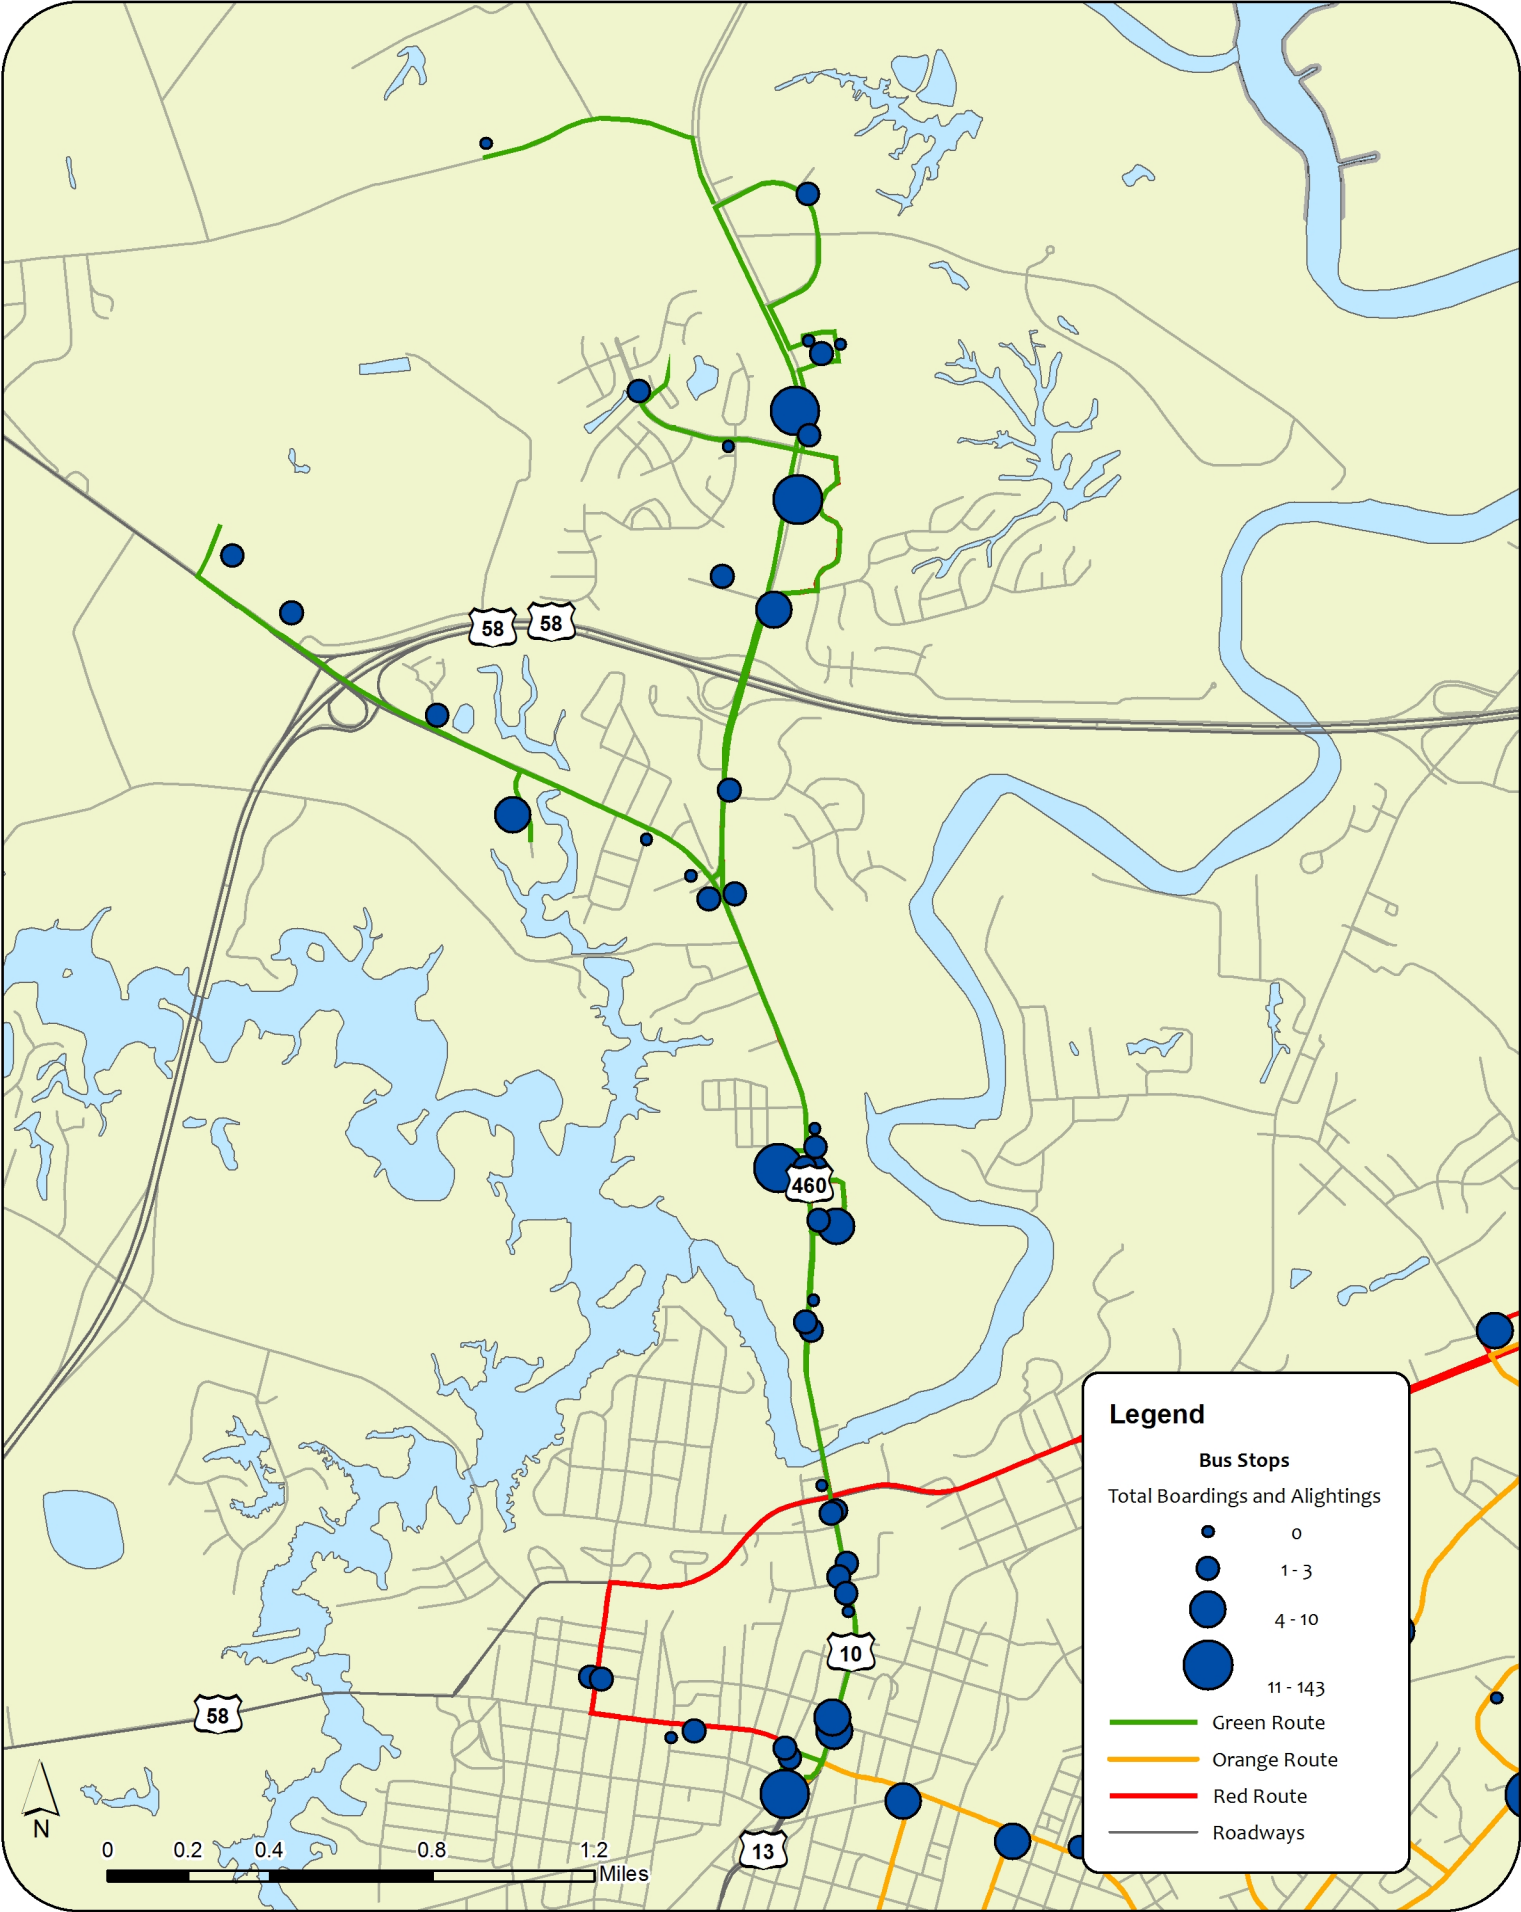 58
58
460
10
58
13
N
0 0.2 0.4 0.8 1.2
Miles
Legend
Bus Stops
Total Boardings and Alightings
0
1 - 3
4 - 10
11 - 143
Green Route
Orange Route
Red Route
Roadways